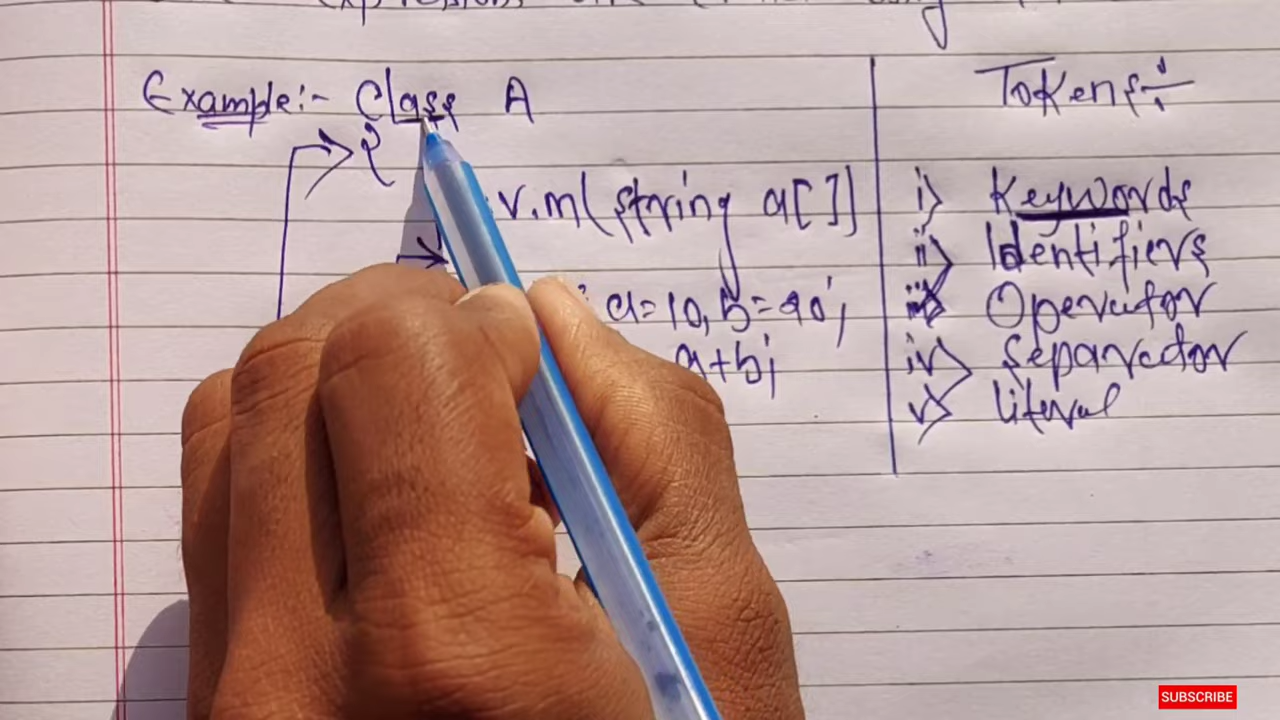 Example:- Class A
{
v.m(string a[])
a=10, b=20;
a+b;
Tokens:-
i) Keywords
ii) Identifiers
iii) Operator
iv) Separator
v) literal
SUBSCRIBE